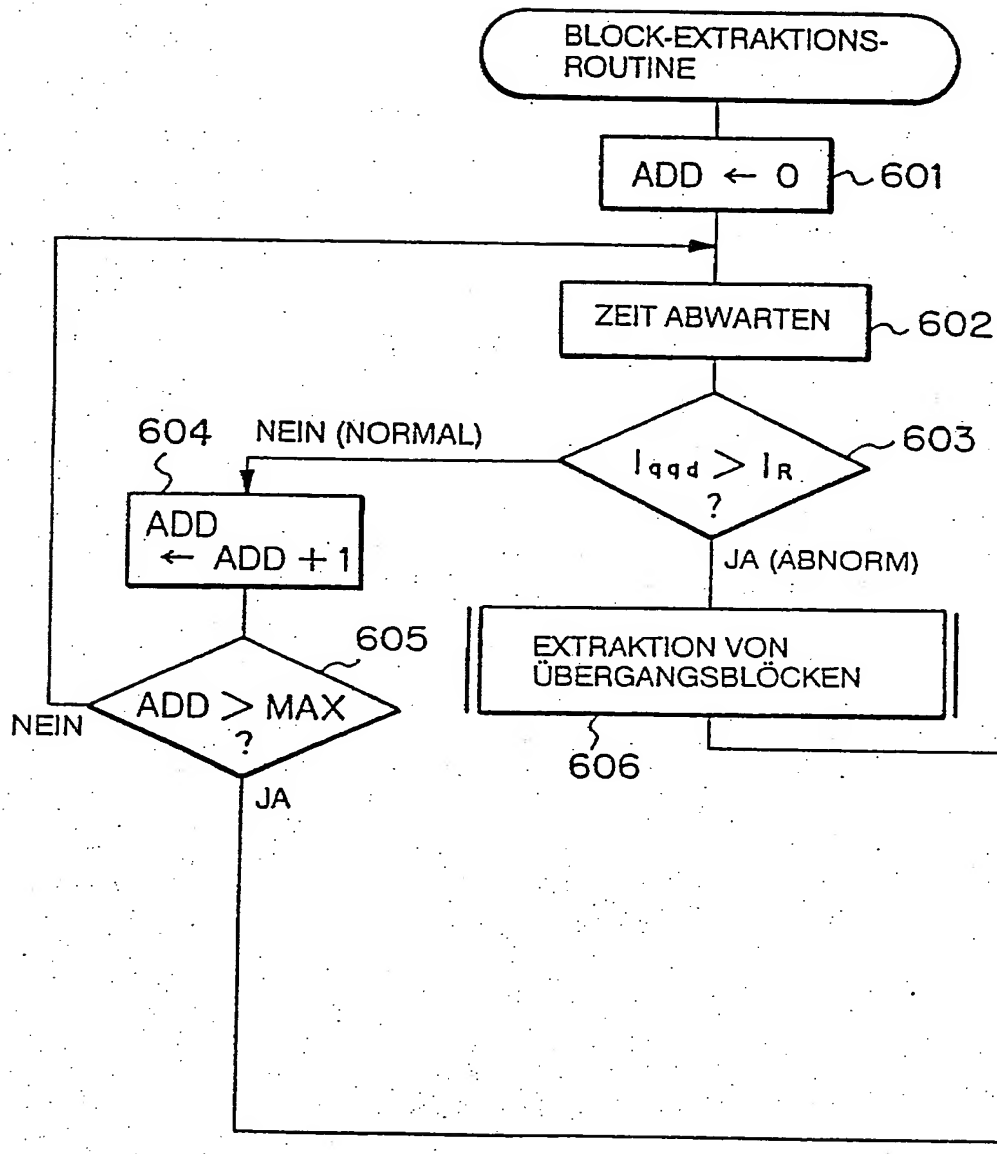 BLOCK-EXTRAKTIONS-
ROUTINE
ADD ← 0
601
ZEIT ABWARTEN
602
604
NEIN (NORMAL)
Iqqd > IR
?
603
ADD
← ADD + 1
JA (ABNORM)
605
EXTRAKTION VON
ÜBERGANGSBLÖCKEN
ADD > MAX
?
NEIN
606
JA